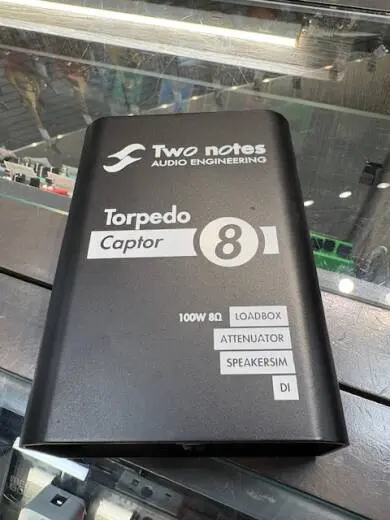 Two notes
AUDIO ENGINEERING
Torpedo
Captor 8
100W 8Ω LOADBOX
ATTENUATOR
SPEAKERSIM
DI